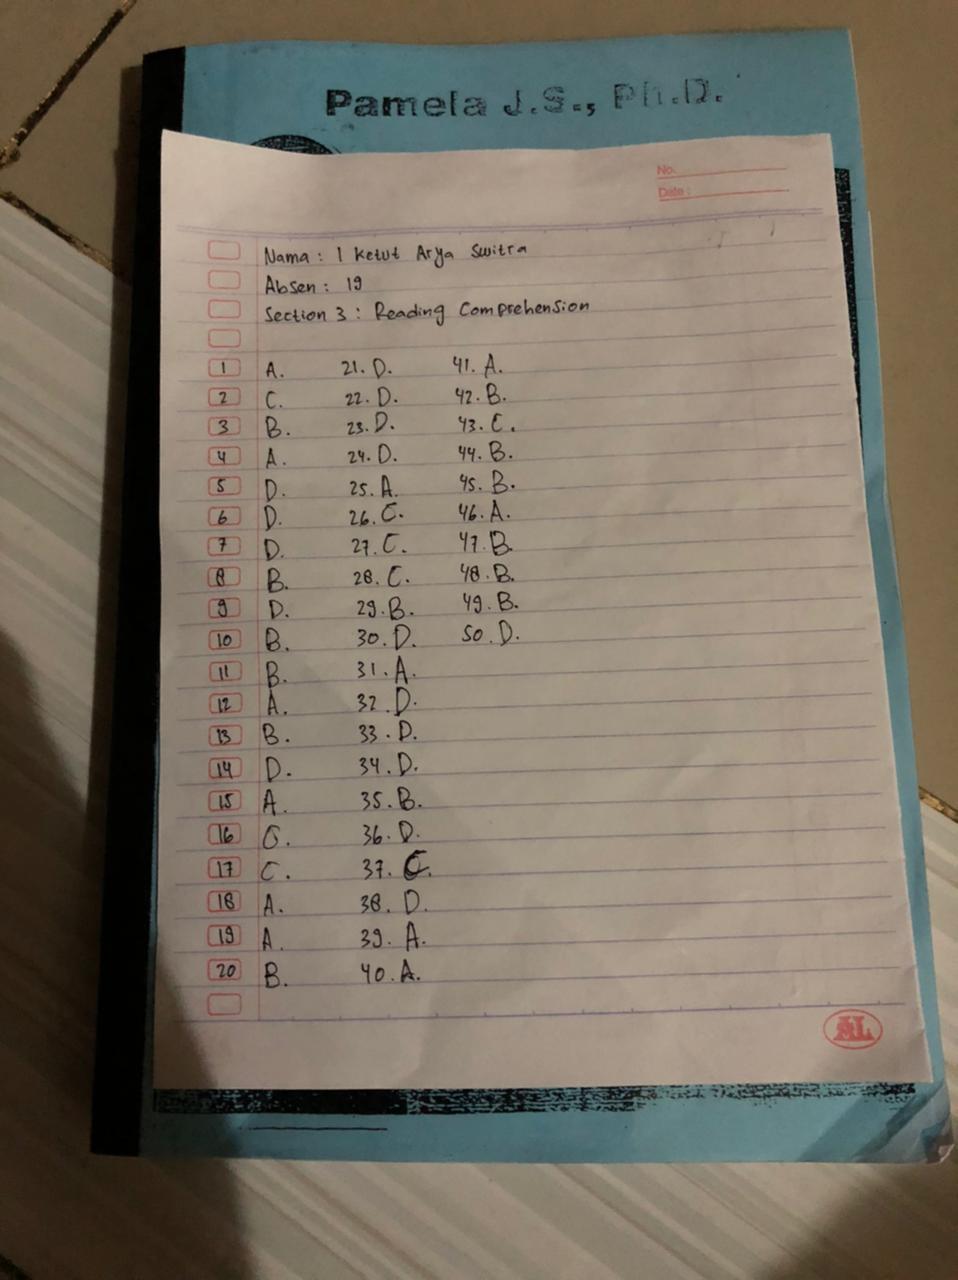 Pamela J.S., Ph.D.
No.
Date :
Nama : I Ketut Arya Switra
Absen : 19
Section 3 : Reading Comprehension
1 A. 21. D. 41. A.
2 C. 22. D. 42. B.
3 B. 23. D. 43. C.
4 A. 24. D. 44. B.
5 D. 25. A. 45. B.
6 D. 26. C. 46. A.
7 D. 27. C. 47. B.
8 B. 28. C. 48. B.
9 D. 29. B. 49. B.
10 B. 30. D. 50. D.
11 B. 31. A.
12 A. 32. D.
13 B. 33. D.
14 D. 34. D.
15 A. 35. B.
16 C. 36. D.
17 C. 37. C.
18 A. 38. D.
19 A. 39. A.
20 B. 40. A.